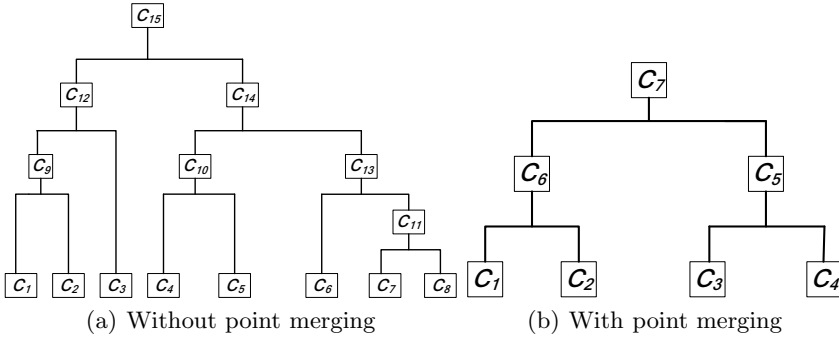 C15
C12 C14
C9 C10 C13
C11
C1 C2 C3 C4 C5 C6 C7 C8
(a) Without point merging
C7
C6 C5
C1 C2 C3 C4
(b) With point merging